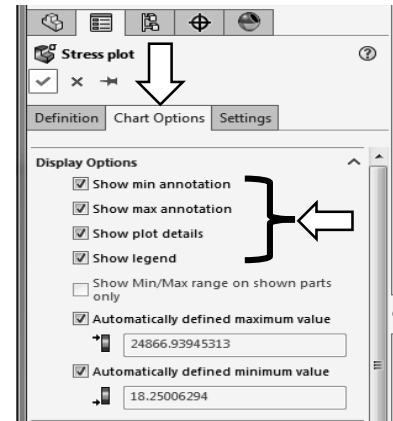 Stress plot
Definition Chart Options Settings
Display Options
Show min annotation
Show max annotation
Show plot details
Show legend
Show Min/Max range on shown parts
only
Automatically defined maximum value
24866.93945313
Automatically defined minimum value
18.25006294